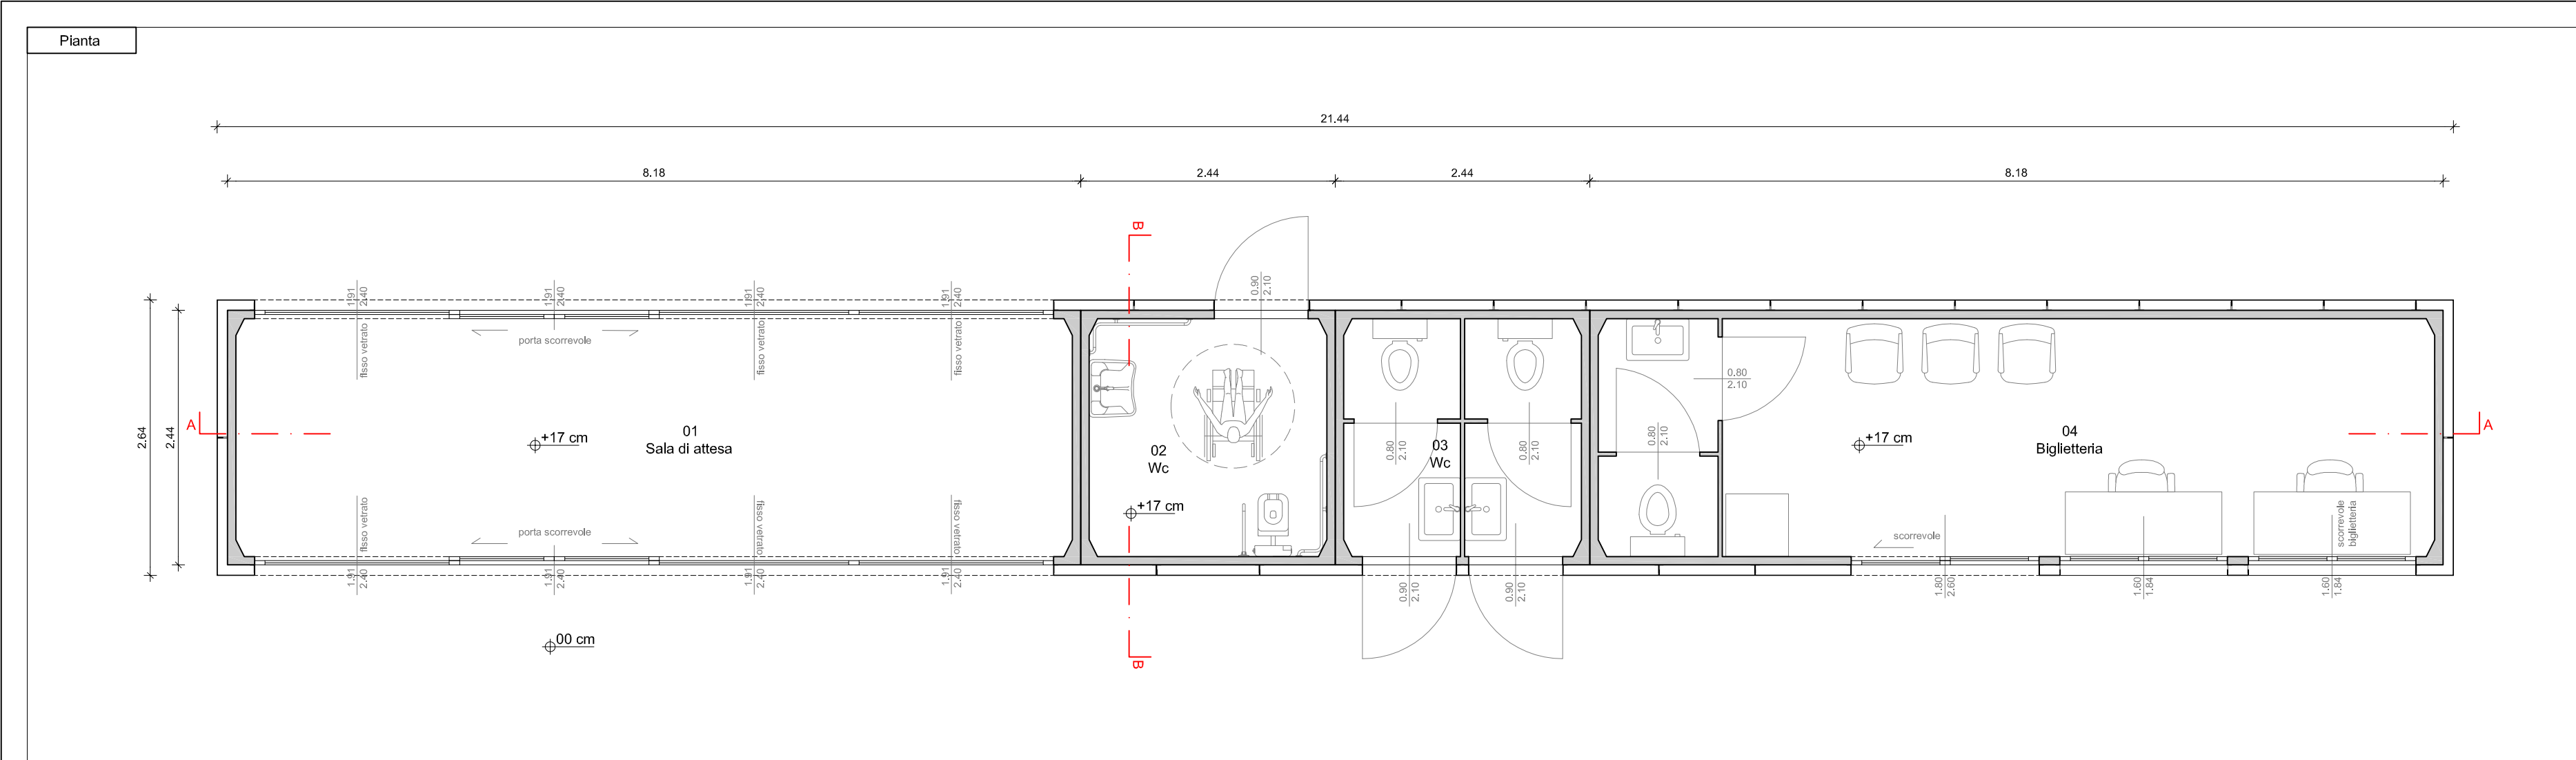 Pianta
21.44
8.18
2.44
2.44
8.18
B
0.90
2.10
1.91
2.40
fisso vetrato
1.91
2.40
porta scorrevole
1.91
2.40
fisso vetrato
1.91
2.40
fisso vetrato
2.64
2.44
A
+17 cm
01
Sala di attesa
02
Wc
+17 cm
0.80
2.10
03
Wc
0.80
2.10
0.80
2.10
0.80
2.10
+17 cm
04
Biglietteria
A
fisso vetrato
1.91
2.40
porta scorrevole
1.91
2.40
fisso vetrato
1.91
2.40
fisso vetrato
1.91
2.40
0.90
2.10
0.90
2.10
scorrevole
1.80
2.60
1.60
1.84
scorrevole
biglietteria
1.60
1.84
00 cm
B